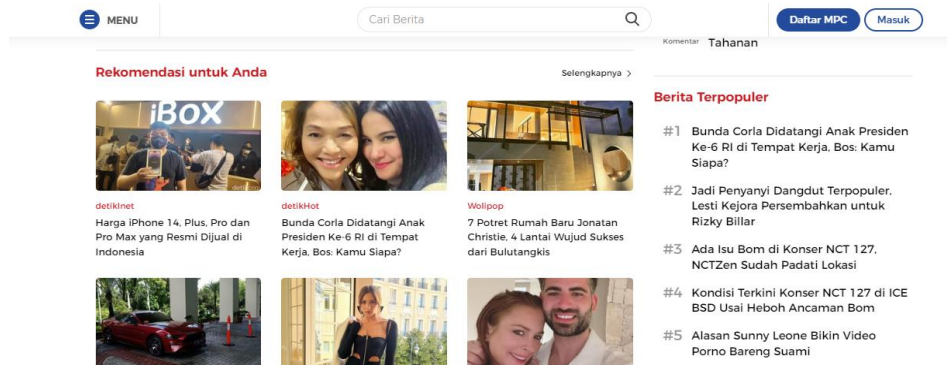 MENU
Cari Berita
Daftar MPC
Masuk
Komentar Tahanan
Rekomendasi untuk Anda
Selengkapnya >
iBox
detikInet
Harga iPhone 14, Plus, Pro dan
Pro Max yang Resmi Dijual di
Indonesia
detikHot
Bunda Corla Didatangi Anak
Presiden Ke-6 RI di Tempat
Kerja, Bos: Kamu Siapa?
Wolipop
7 Potret Rumah Baru Jonatan
Christie, 4 Lantai Wujud Sukses
dari Bulutangkis
Berita Terpopuler
#1 Bunda Corla Didatangi Anak Presiden
Ke-6 RI di Tempat Kerja, Bos: Kamu
Siapa?
#2 Jadi Penyanyi Dangdut Terpopuler,
Lesti Kejora Persembahkan untuk
Rizky Billar
#3 Ada Isu Bom di Konser NCT 127,
NCTZen Sudah Padati Lokasi
#4 Kondisi Terkini Konser NCT 127 di ICE
BSD Usai Heboh Ancaman Bom
#5 Alasan Sunny Leone Bikin Video
Porno Bareng Suami